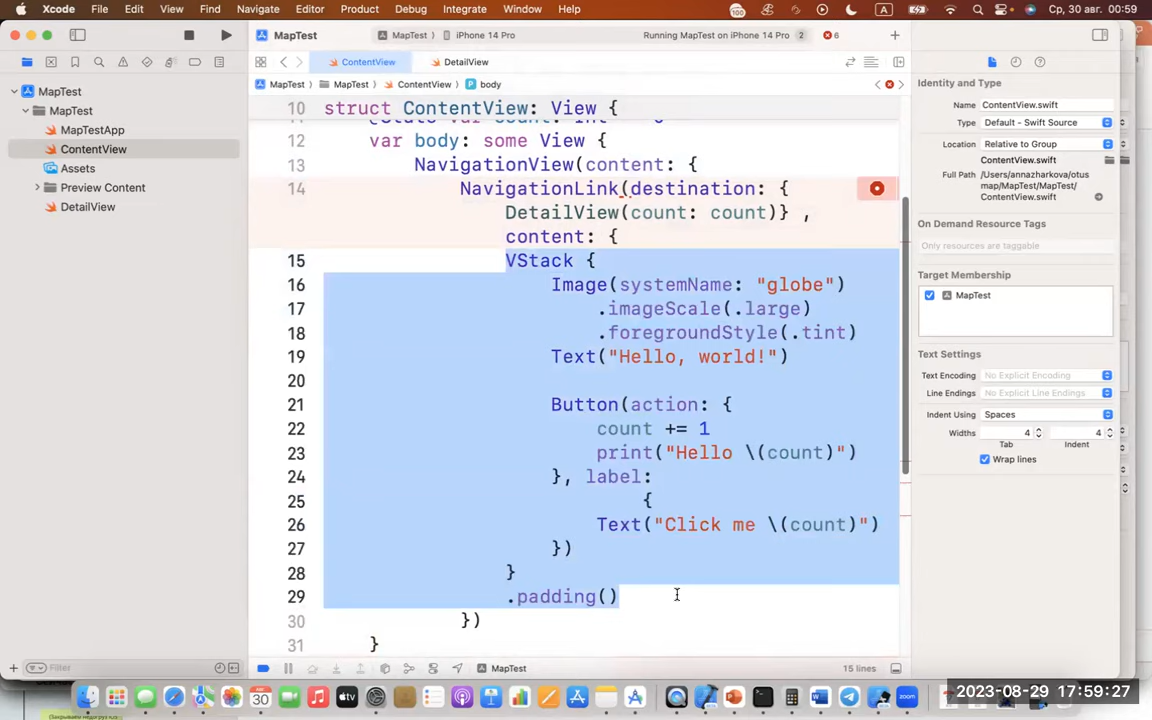 Xcode File Edit View Find Navigate Editor Product Debug Integrate Window Help
A Ср, 30 авг. 00:59
MapTest
MapTest iPhone 14 Pro
Running MapTest on iPhone 14 Pro 2
6
ContentView
DetailView
MapTest MapTest ContentView body
MapTest
MapTest
MapTestApp
ContentView
Assets
Preview Content
DetailView
10 struct ContentView: View {
12 var body: some View {
13 NavigationView(content: {
14 NavigationLink(destination: {
DetailView(count: count)} ,
content: {
15 VStack {
16 Image(systemName: "globe")
17 .imageScale(.large)
18 .foregroundStyle(.tint)
19 Text("Hello, world!")
20
21 Button(action: {
22 count += 1
23 print("Hello \(count)")
24 }, label:
25 {
26 Text("Click me \(count)")
27 })
28 }
29 .padding()
30 })
31 }
Filter
MapTest
15 lines
Identity and Type
Name ContentView.swift
Type Default - Swift Source
Location Relative to Group
ContentView.swift
Full Path /Users/annazharkova/otus
map/MapTest/MapTest/
ContentView.swift
On Demand Resource Tags
Only resources are taggable
Target Membership
MapTest
Text Settings
Text Encoding No Explicit Encoding
Line Endings No Explicit Line Endings
Indent Using Spaces
Widths 4 4
Tab Indent
Wrap lines
30
zoom
2023-08-29 17:59:27